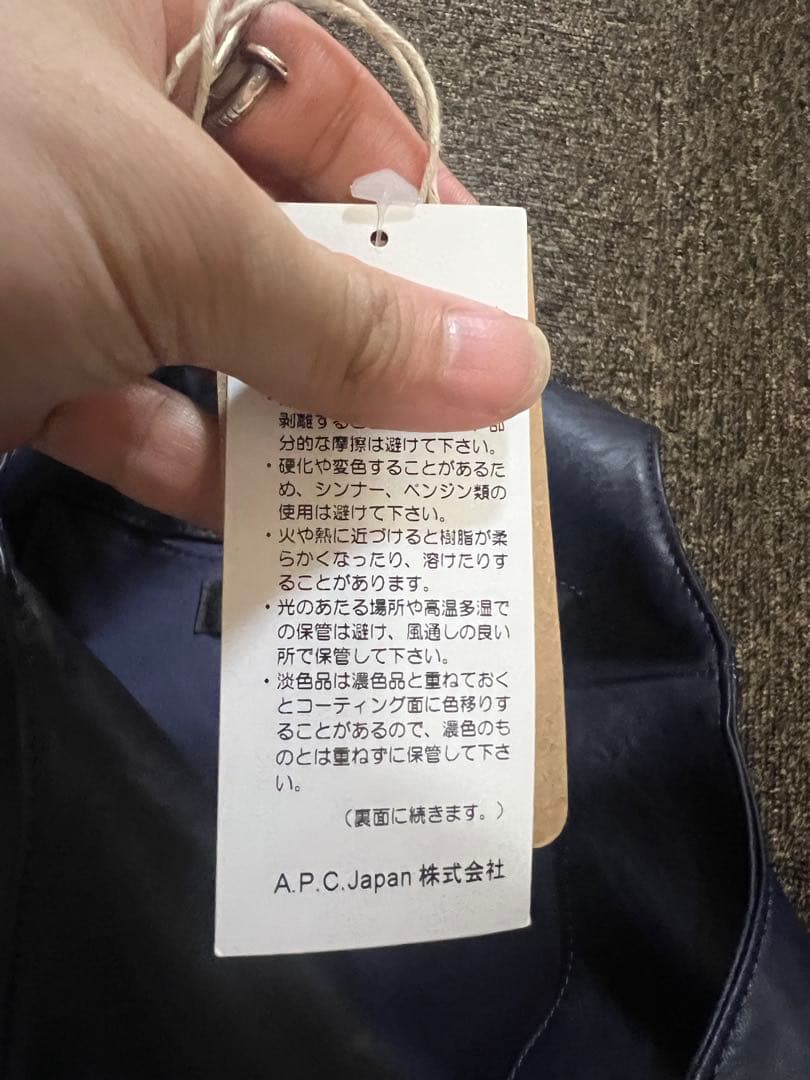 剥離する
分的な摩擦は避けて下さい。
・硬化や変色することがあるた
め、シンナー、ベンジン類の
使用は避けて下さい。
・火や熱に近づけると樹脂が柔
らかくなったり、溶けたりす
ることがあります。
・光のあたる場所や高温多湿で
の保管は避け、風通しの良い
所で保管して下さい。
・淡色品は濃色品と重ねておく
とコーティング面に色移りす
ることがあるので、濃色のも
のとは重ねずに保管して下さ
い。
（裏面に続きます。）
A.P.C.Japan 株式会社